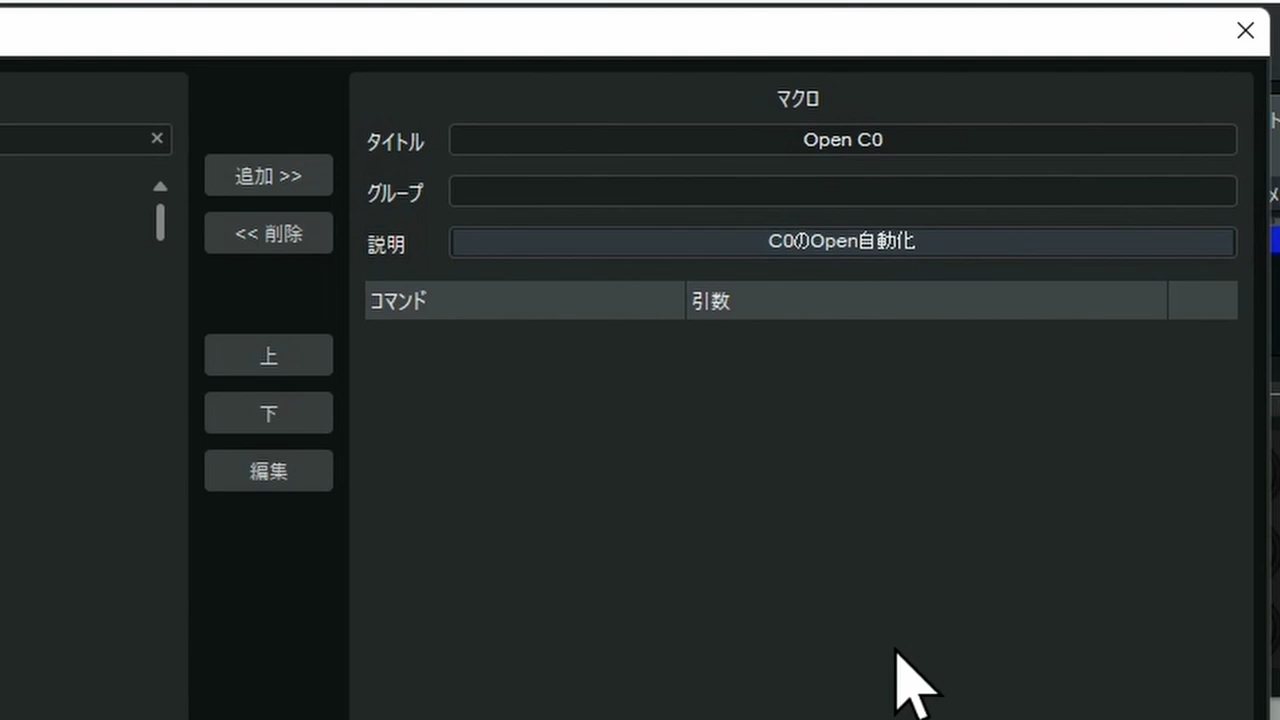 マクロ
タイトル Open C0
追加 >>
グループ
<< 削除
説明 C0のOpen自動化
コマンド 引数
上
下
編集